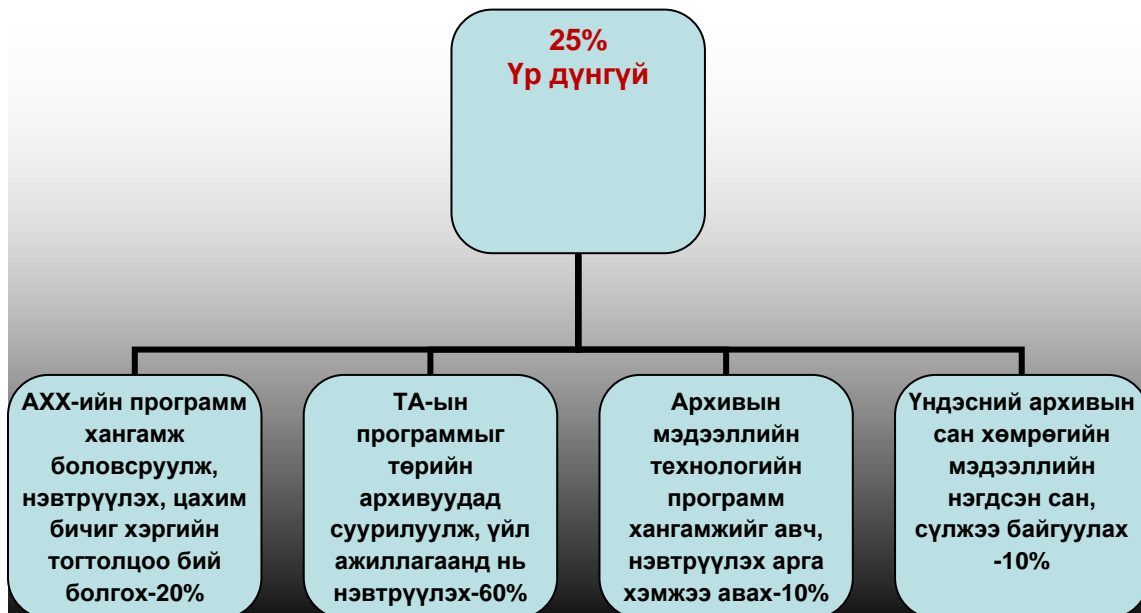 25%
Үр дүнгүй
АХХ-ийн программ
хангамж
боловсруулж,
нэвтрүүлэх, цахим
бичиг хэргийн
тогтолцоо бий
болгох-20%
ТА-ын
программыг
төрийн
архивуудад
суурилуулж, үйл
ажиллагаанд нь
нэвтрүүлэх-60%
Архивын
мэдээллийн
технологийн
программ
хангамжийг авч,
нэвтрүүлэх арга
хэмжээ авах-10%
Үндэсний архивын
сан хөмрөгийн
мэдээллийн
нэгдсэн сан,
сүлжээ байгуулах
-10%